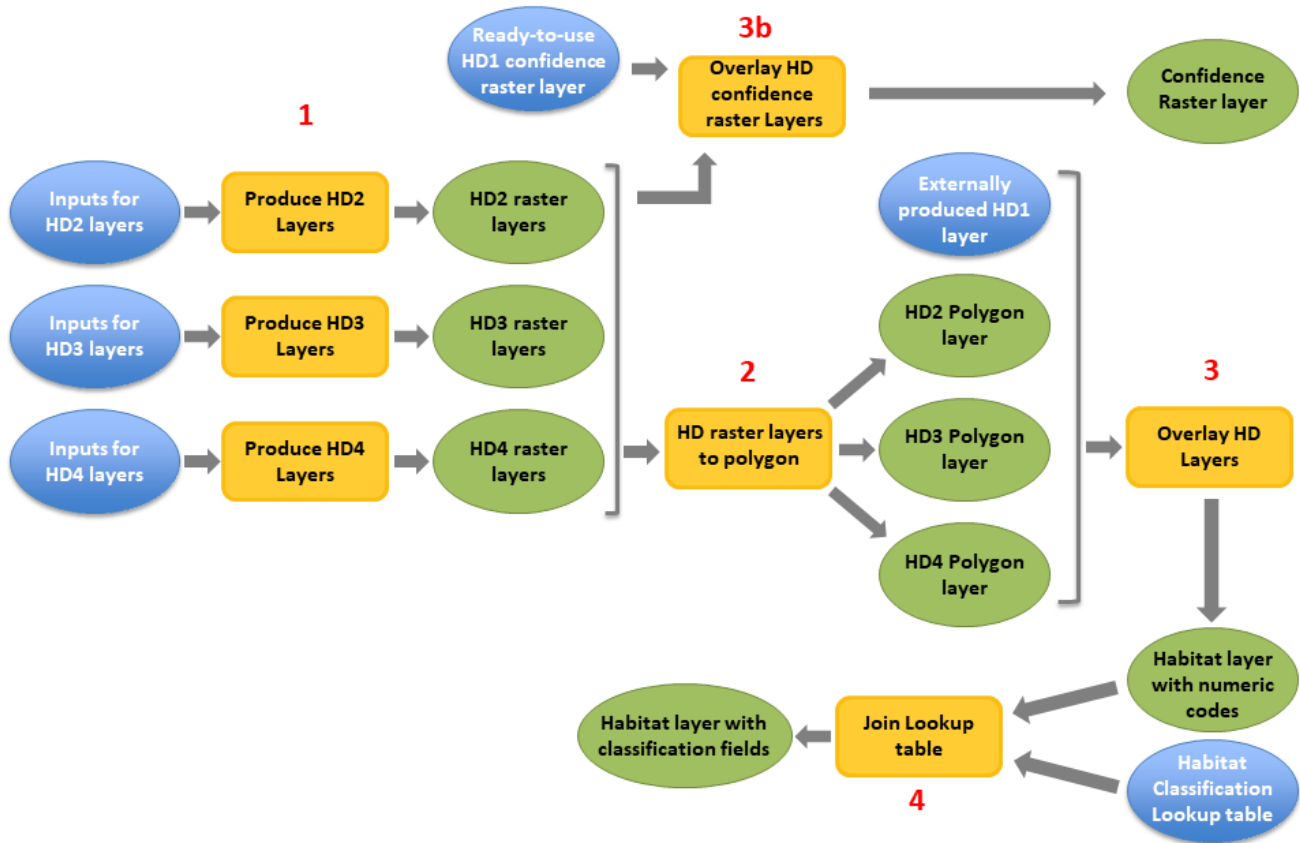 Ready-to-use
HD1 confidence
raster layer
3b
Overlay HD
confidence
raster Layers
Confidence
Raster layer
1
Inputs for
HD2 layers
Produce HD2
Layers
HD2 raster
layers
Externally
produced HD1
layer
Inputs for
HD3 layers
Produce HD3
Layers
HD3 raster
layers
HD2 Polygon
layer
2
3
Inputs for
HD4 layers
Produce HD4
Layers
HD4 raster
layers
HD raster layers
to polygon
HD3 Polygon
layer
Overlay HD
Layers
HD4 Polygon
layer
Habitat layer
with numeric
codes
Habitat layer with
classification fields
Join Lookup
table
4
Habitat
Classification
Lookup table